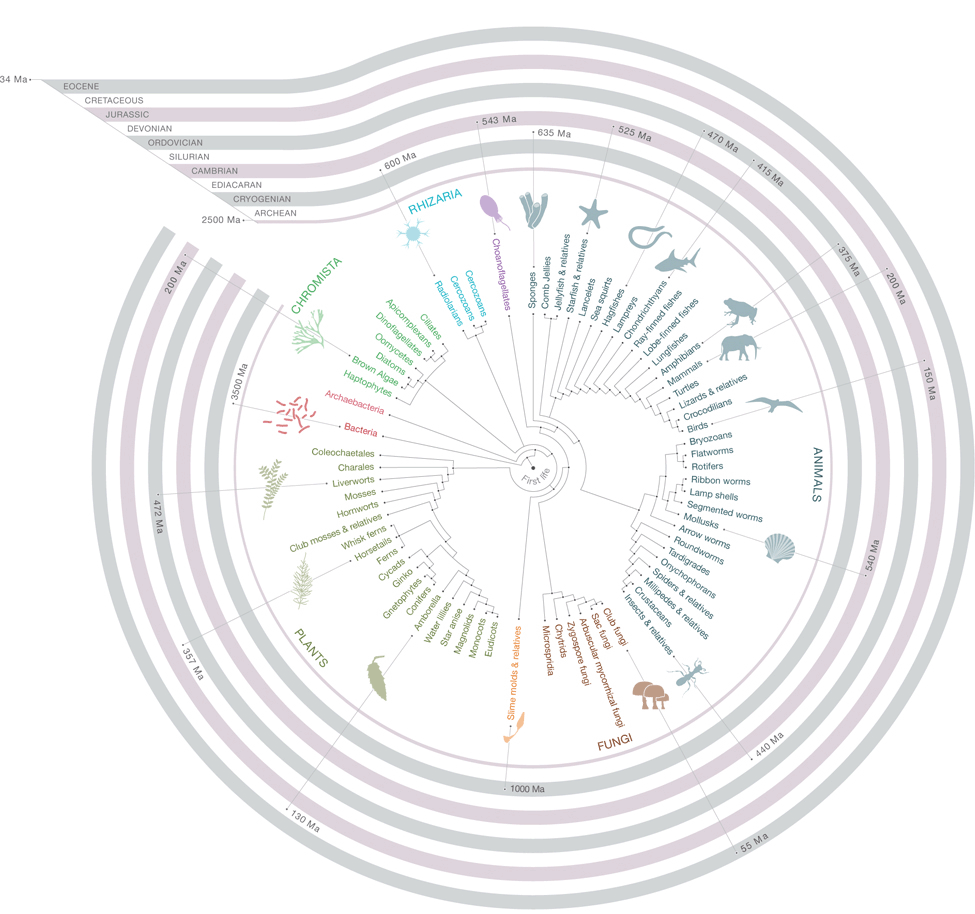 34 Ma
EOCENE
CRETACEOUS
JURASSIC
DEVONIAN
ORDOVICIAN
SILURIAN
CAMBRIAN
EDIACARAN
CRYOGENIAN
ARCHEAN
2500 Ma
600 Ma
543 Ma
635 Ma
525 Ma
470 Ma
415 Ma
375 Ma
200 Ma
150 Ma
540 Ma
440 Ma
55 Ma
1000 Ma
130 Ma
357 Ma
472 Ma
3500 Ma
200 Ma
First life
RHIZARIA
Radiolarians
Cercozoans
Cercozoans
Choanoflagellates
ANIMALS
Sponges
Comb Jellies
Jellyfish & relatives
Starfish & relatives
Lancelets
Sea squirts
Hagfishes
Lampreys
Chondrichthyans
Ray-finned fishes
Lobe-finned fishes
Lungfishes
Amphibians
Mammals
Turtles
Lizards & relatives
Crocodilians
Birds
Bryozoans
Flatworms
Rotifers
Ribbon worms
Lamp shells
Segmented worms
Mollusks
Arrow worms
Roundworms
Tardigrades
Onychophorans
Spiders & relatives
Millipedes & relatives
Crustaceans
Insects & relatives
FUNGI
Club fungi
Sac fungi
Arbuscular mycorrhizal fungi
Zygospore fungi
Chytrids
Microspridia
Slime molds & relatives
PLANTS
Eudicots
Monocots
Magnolids
Star anise
Water lillies
Amborella
Conifers
Gnetophytes
Ginko
Cycads
Ferns
Horsetails
Whisk ferns
Club mosses & relatives
Hornworts
Mosses
Liverworts
Charales
Coleochaetales
Bacteria
Archaebacteria
CHROMISTA
Haptophytes
Brown Algae
Diatoms
Oomycetes
Dinoflagellates
Apicomplexans
Ciliates